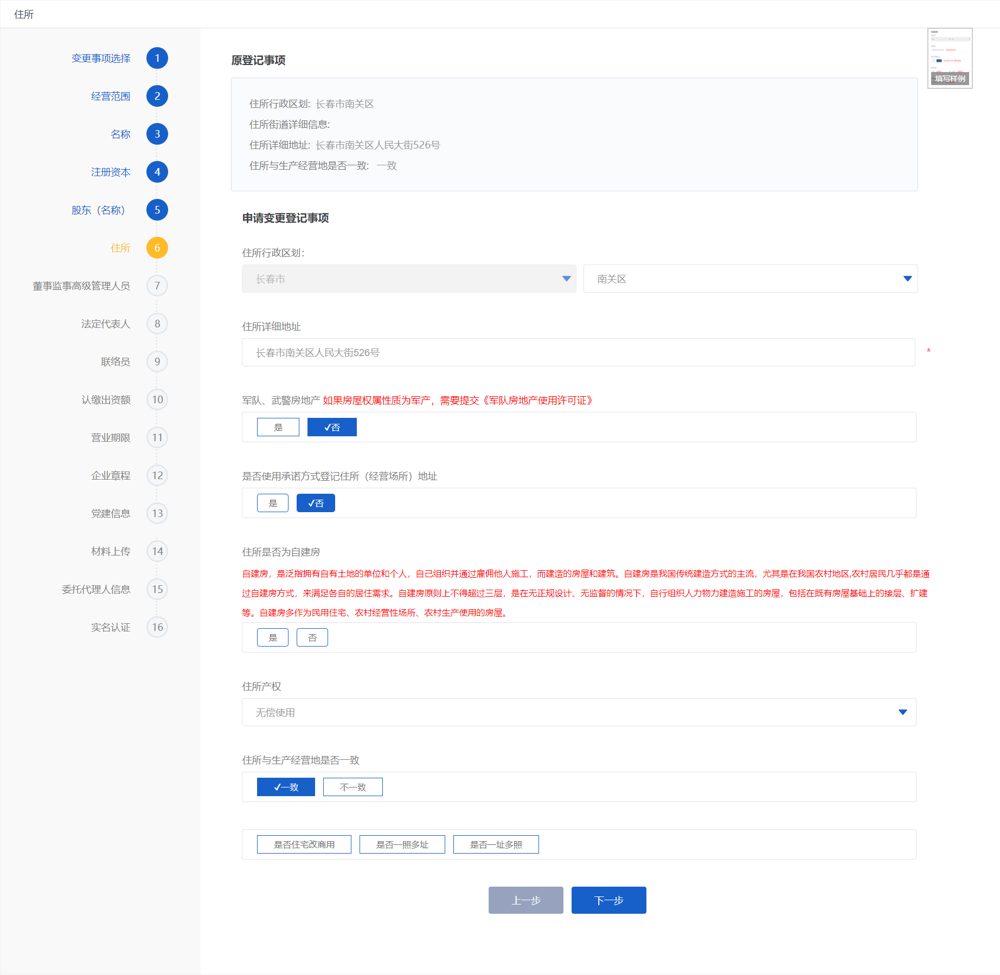 住所
变更事项选择 1
经营范围 2
名称 3
注册资本 4
股东（名称） 5
住所 6
董事监事高级管理人员 7
法定代表人 8
联络员 9
认缴出资额 10
营业期限 11
企业章程 12
党建信息 13
材料上传 14
委托代理人信息 15
实名认证 16
原登记事项
填写样例
住所行政区划: 长春市南关区
住所街道详细信息:
住所详细地址: 长春市南关区人民大街526号
住所与生产经营地是否一致: 一致
申请变更登记事项
住所行政区划：
长春市 南关区
住所详细地址
长春市南关区人民大街526号 *
军队、武警房地产 如果房屋权属性质为军产，需要提交《军队房地产使用许可证》
是 ✓否
是否使用承诺方式登记住所（经营场所）地址
是 ✓否
住所是否为自建房
自建房，是泛指拥有自有土地的单位和个人，自己组织并通过雇佣他人施工，而建造的房屋和建筑。自建房是我国传统建造方式的主流，尤其是在我国农村地区,农村居民几乎都是通
过自建房方式，来满足各自的居住需求。自建房原则上不得超过三层，是在无正规设计、无监督的情况下，自行组织人力物力建造施工的房屋，包括在既有房屋基础上的接层、扩建
等。自建房多作为民用住宅、农村经营性场所、农村生产使用的房屋。
是 否
住所产权
无偿使用
住所与生产经营地是否一致
✓一致 不一致
是否住宅改商用 是否一照多址 是否一址多照
上一步 下一步